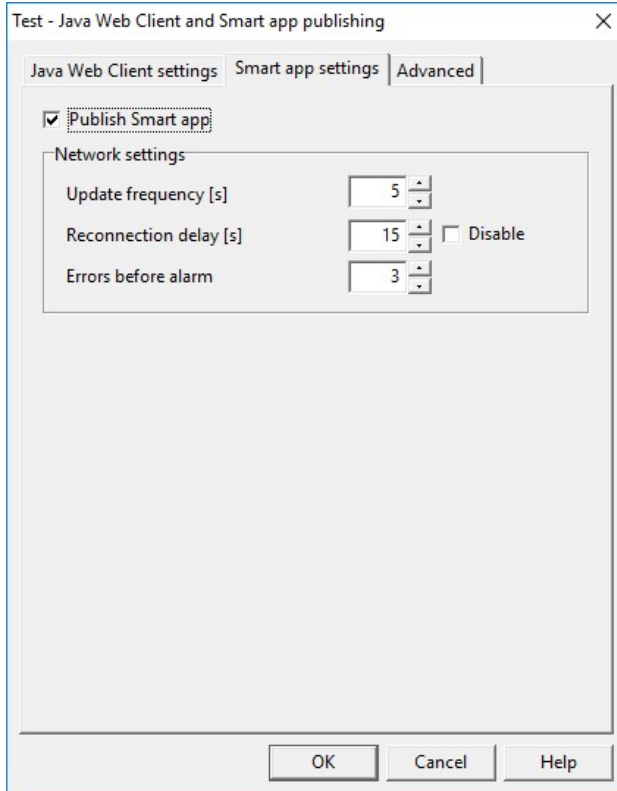 Test - Java Web Client and Smart app publishing
Java Web Client settings Smart app settings Advanced
Publish Smart app
Network settings
Update frequency [s] 5
Reconnection delay [s] 15 Disable
Errors before alarm 3
OK Cancel Help